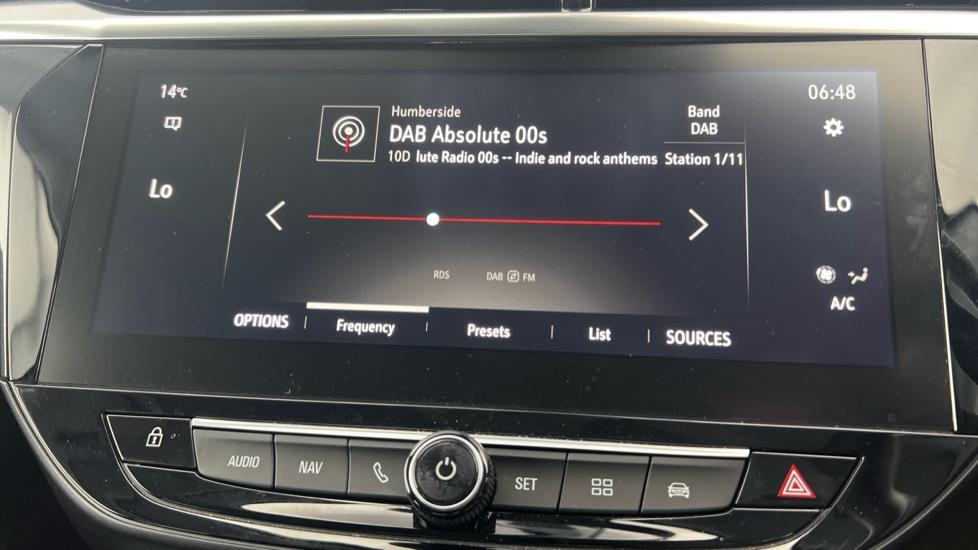 14°C
06:48
Humberside
DAB Absolute 00s
10D lute Radio 00s -- Indie and rock anthems
Band
DAB
Station 1/11
Lo
Lo
RDS
DAB FM
A/C
OPTIONS
Frequency
Presets
List
SOURCES
AUDIO
NAV
SET